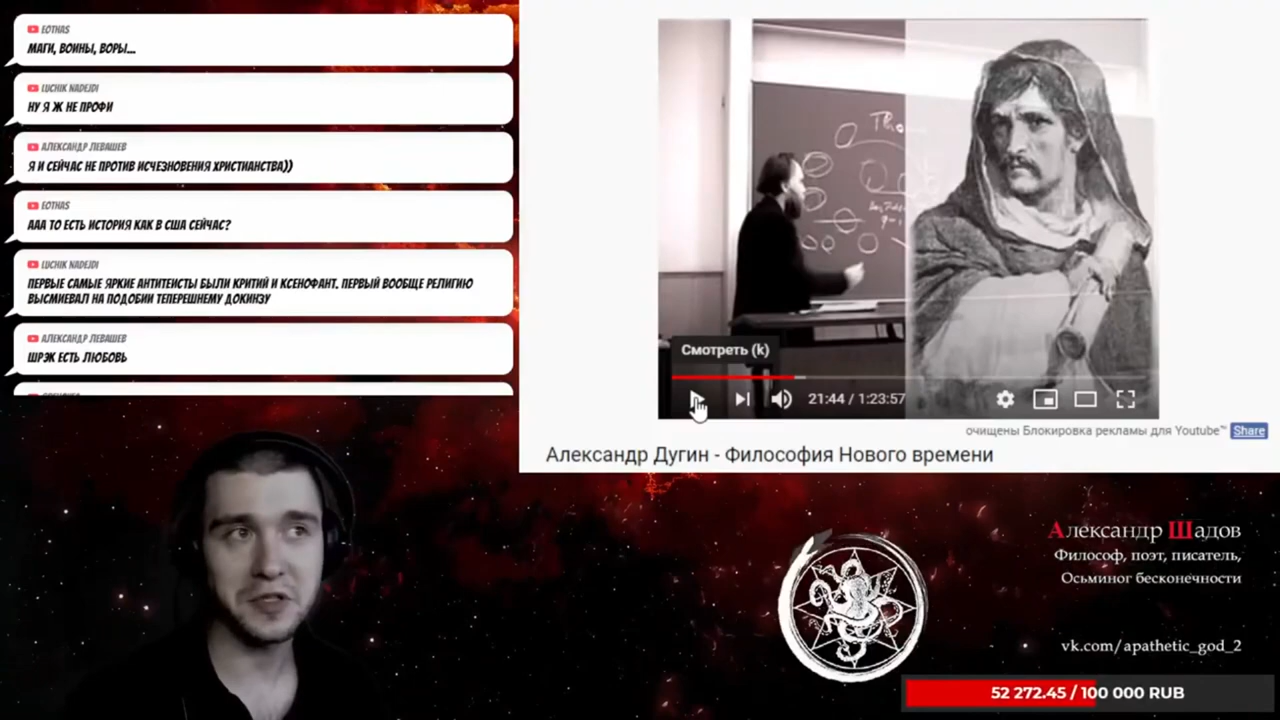 EOTHAS
МАГИ, ВОИНЫ, ВОРЫ...
LUCHIK NADEJDI
НУ Я Ж НЕ ПРОФИ
АЛЕКСАНДР ЛЕВАШЕВ
Я И СЕЙЧАС НЕ ПРОТИВ ИСЧЕЗНОВЕНИЯ ХРИСТИАНСТВА))
EOTHAS
ААА ТО ЕСТЬ ИСТОРИЯ КАК В США СЕЙЧАС?
LUCHIK NADEJDI
ПЕРВЫЕ САМЫЕ ЯРКИЕ АНТИТЕИСТЫ БЫЛИ КРИТИЙ И КСЕНОФАНТ. ПЕРВЫЙ ВООБЩЕ РЕЛИГИЮ
ВЫСМИЕВАЛ НА ПОДОБИИ ТЕПЕРЕШНЕМУ ДОКИНЗУ
АЛЕКСАНДР ЛЕВАШЕВ
ШРЭК ЕСТЬ ЛЮБОВЬ
Смотреть (k)
21:44 / 1:23:57
очищены Блокировка рекламы для Youtube™ Share
Александр Дугин - Философия Нового времени
Александр Шадов
Философ, поэт, писатель,
Осьминог бесконечности
vk.com/apathetic_god_2
52 272.45 / 100 000 RUB